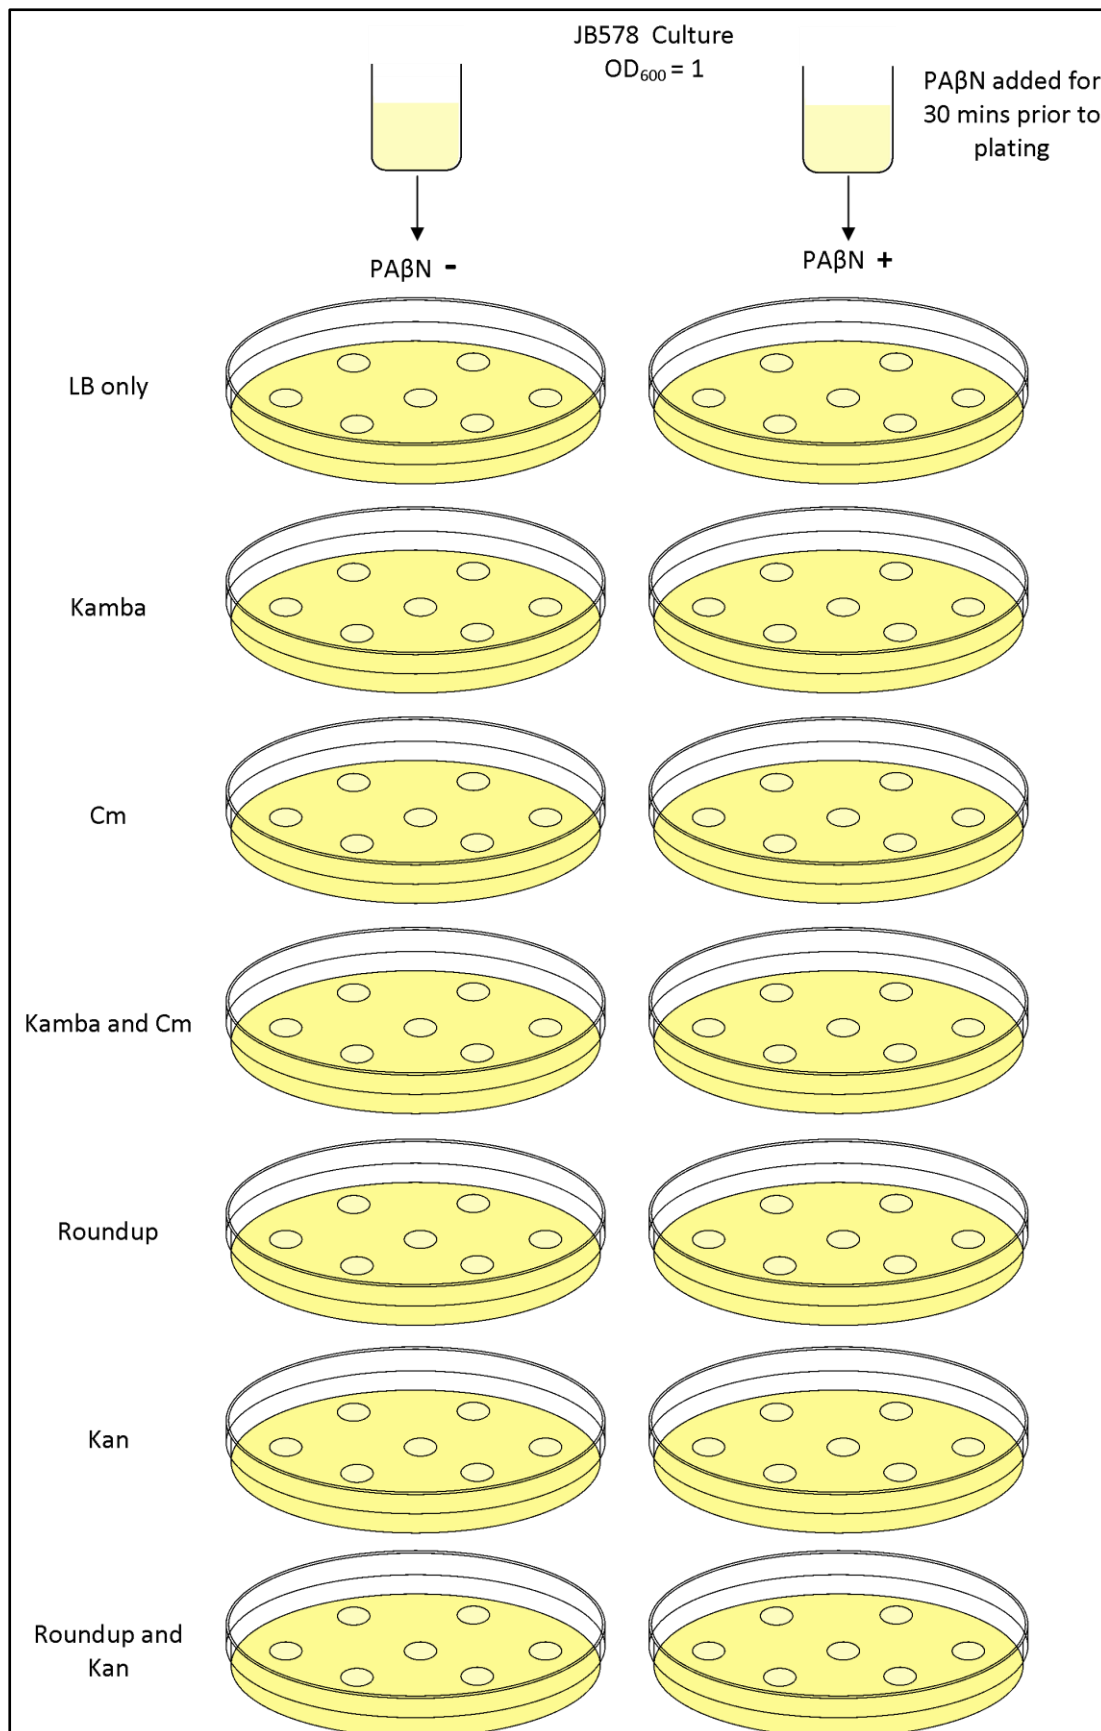 JB578 Culture
OD₆₀₀ = 1
PAβN added for
30 mins prior to
plating
PAβN -
PAβN +
LB only
Kamba
Cm
Kamba and Cm
Roundup
Kan
Roundup and
Kan